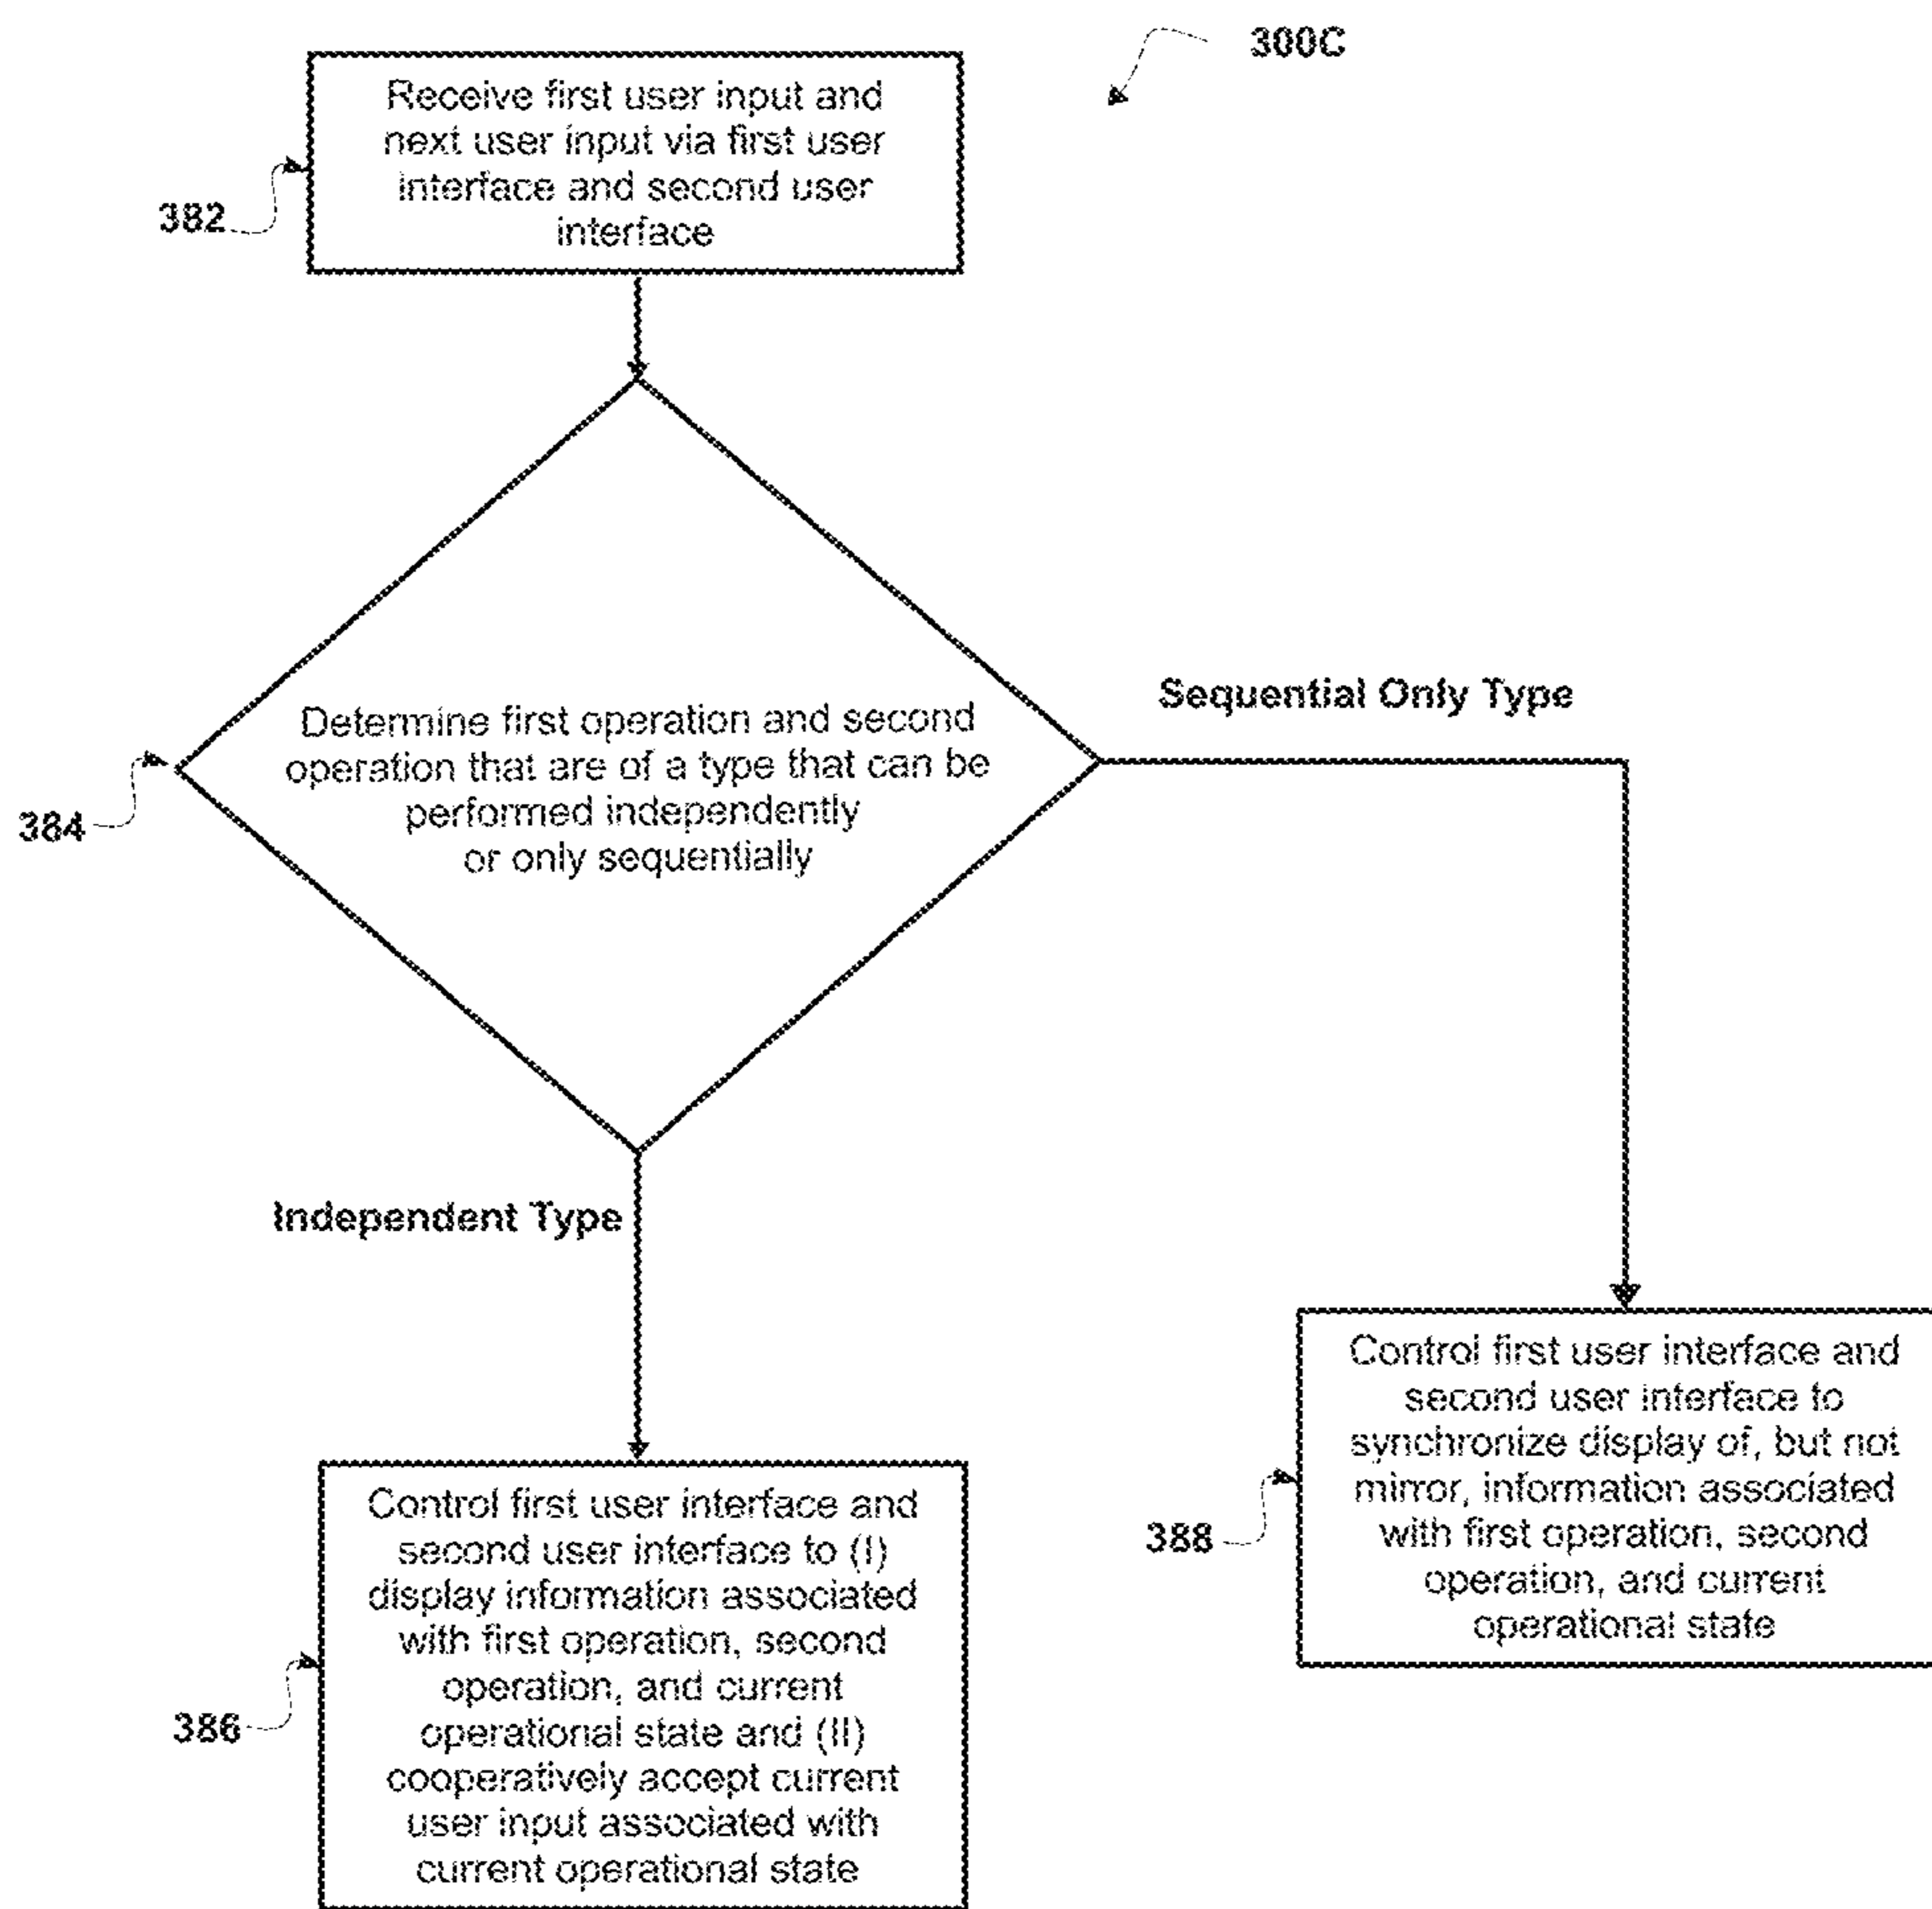 300C
Receive first user input and
next user input via first user
interface and second user
interface
382
Determine first operation and second
operation that are of a type that can be
performed independently
or only sequentially
384
Sequential Only Type
Independent Type
Control first user interface and
second user interface to (I)
display information associated
with first operation, second
operation, and current
operational state and (II)
cooperatively accept current
user input associated with
current operational state
386
Control first user interface and
second user interface to
synchronize display of, but not
mirror, information associated
with first operation, second
operation, and current
operational state
388